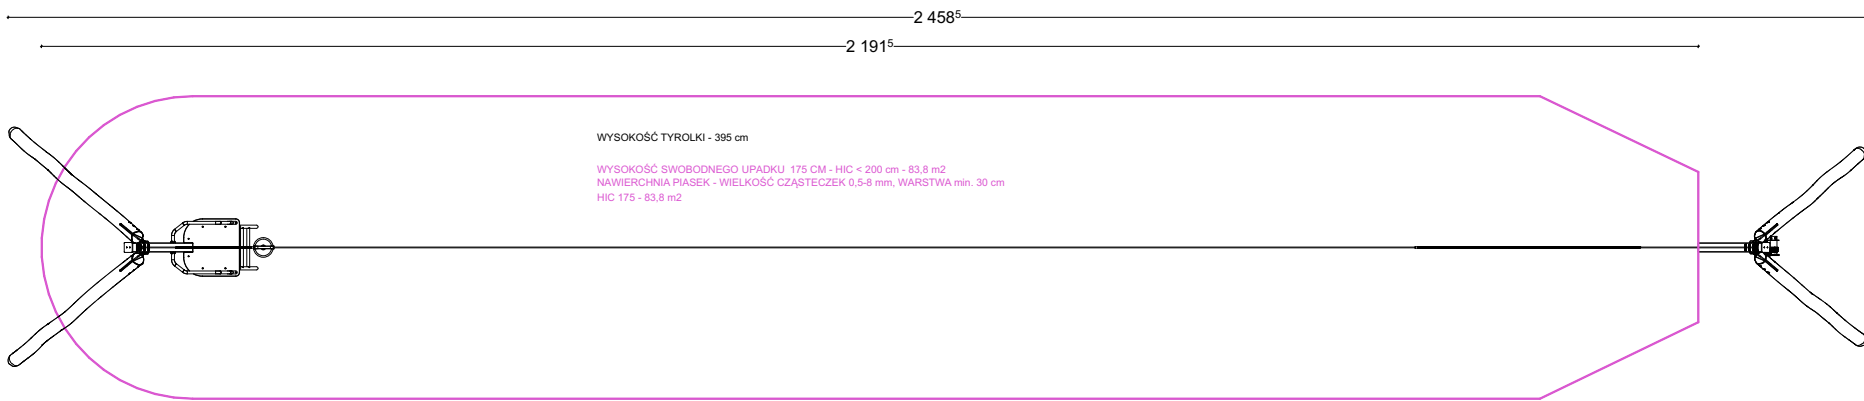 2 458⁵
2 191⁵
WYSOKOŚĆ TYROLKI - 395 cm
WYSOKOŚĆ SWOBODNEGO UPADKU 175 CM - HIC < 200 cm - 83,8 m2
NAWIERCHNIA PIASEK - WIELKOŚĆ CZĄSTECZEK 0,5-8 mm, WARSTWA min. 30 cm
HIC 175 - 83,8 m2